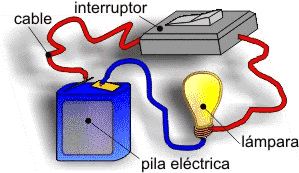 interruptor
cable
lámpara
pila eléctrica